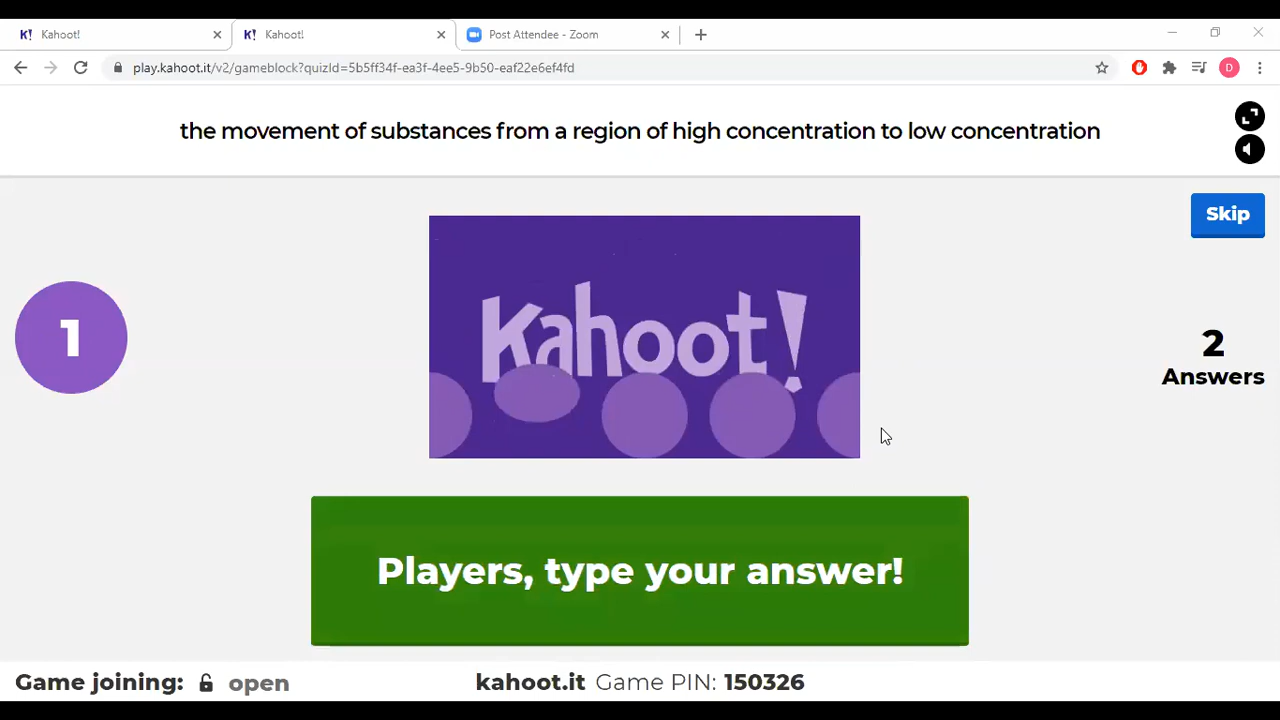 Kahoot!
Kahoot!
Post Attendee - Zoom
play.kahoot.it/v2/gameblock?quizId=5b5ff34f-ea3f-4ee5-9b50-eaf22e6ef4fd
D
the movement of substances from a region of high concentration to low concentration
Skip
Kahoot!
1
2
Answers
Players, type your answer!
Game joining: open
kahoot.it Game PIN: 150326